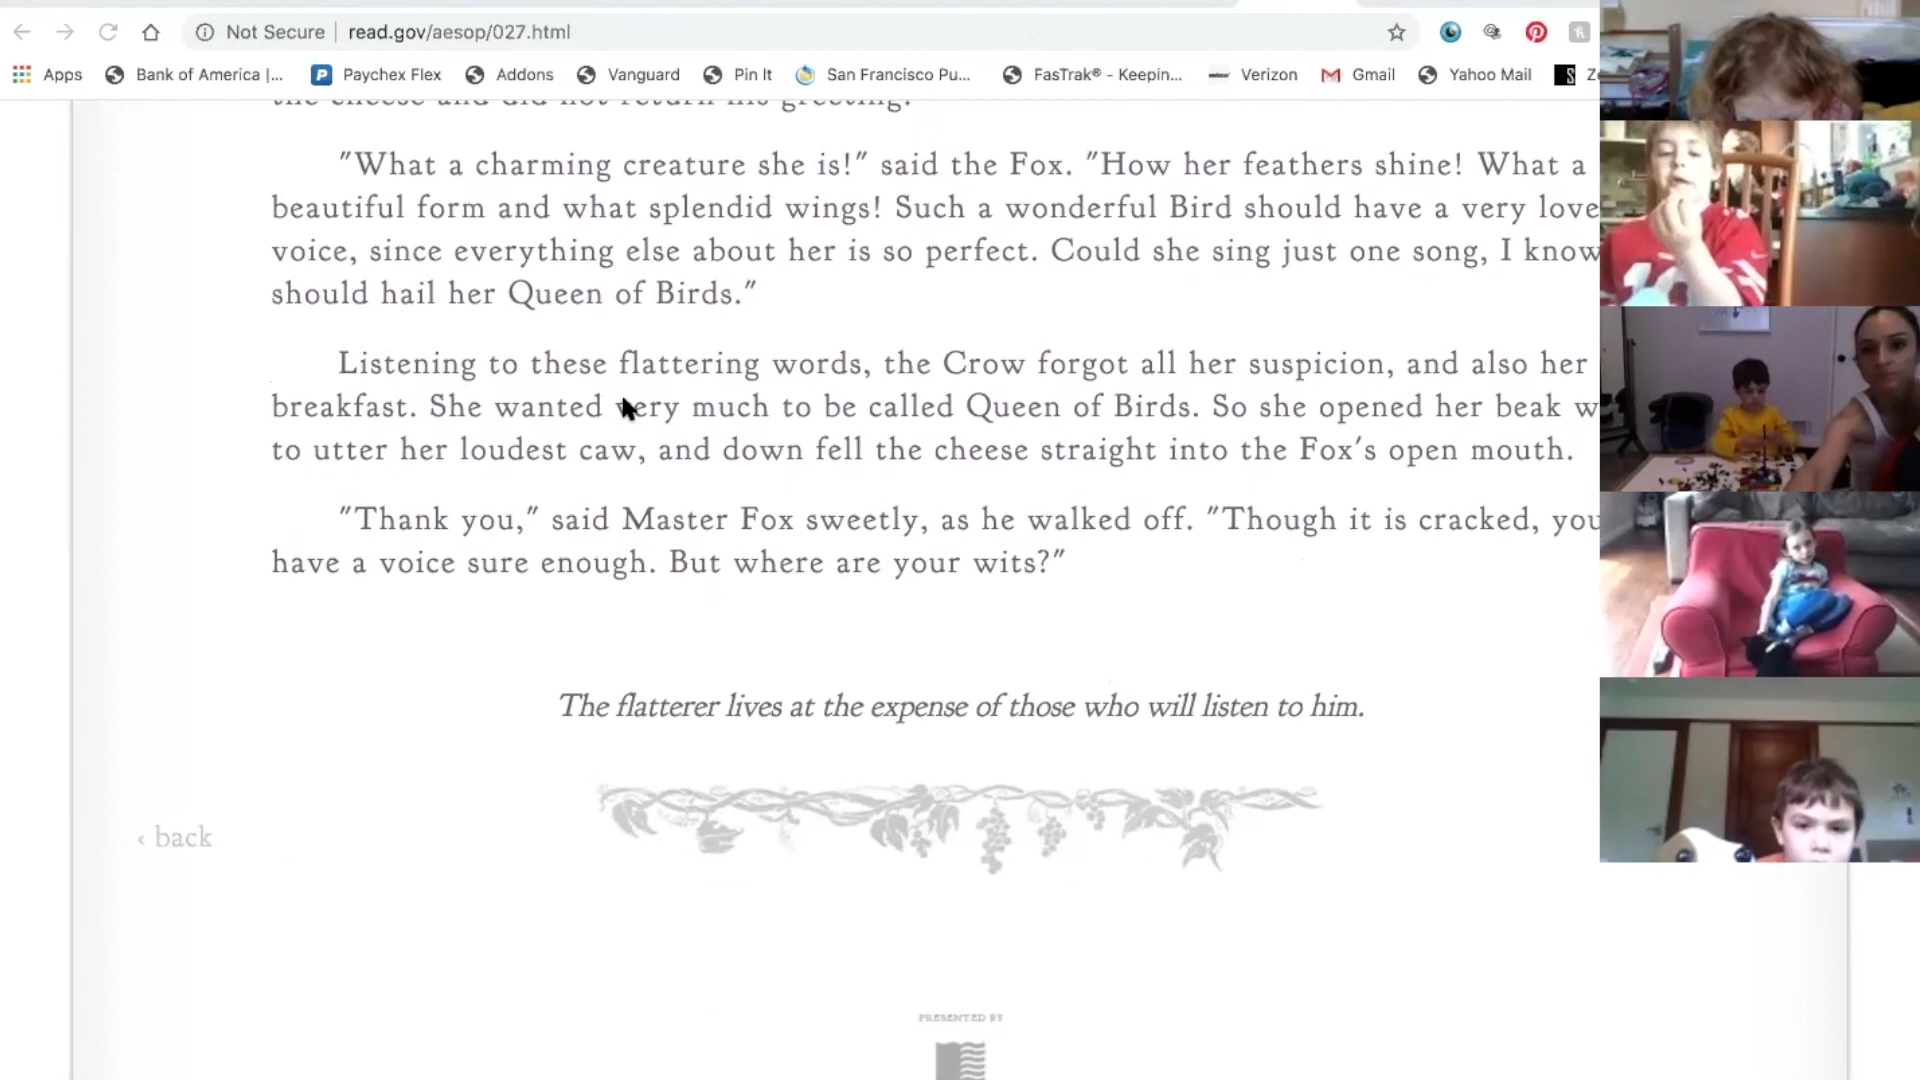 Not Secure read.gov/aesop/027.html
Apps Bank of America |... Paychex Flex Addons Vanguard Pin It San Francisco Pu... FasTrak® - Keepin... Verizon Gmail Yahoo Mail
the cheese and did not return his greeting.
"What a charming creature she is!" said the Fox. "How her feathers shine! What a
beautiful form and what splendid wings! Such a wonderful Bird should have a very love
voice, since everything else about her is so perfect. Could she sing just one song, I know
should hail her Queen of Birds."
Listening to these flattering words, the Crow forgot all her suspicion, and also her
breakfast. She wanted very much to be called Queen of Birds. So she opened her beak w
to utter her loudest caw, and down fell the cheese straight into the Fox's open mouth.
"Thank you," said Master Fox sweetly, as he walked off. "Though it is cracked, you
have a voice sure enough. But where are your wits?"
The flatterer lives at the expense of those who will listen to him.
‹ back
PRESENTED BY